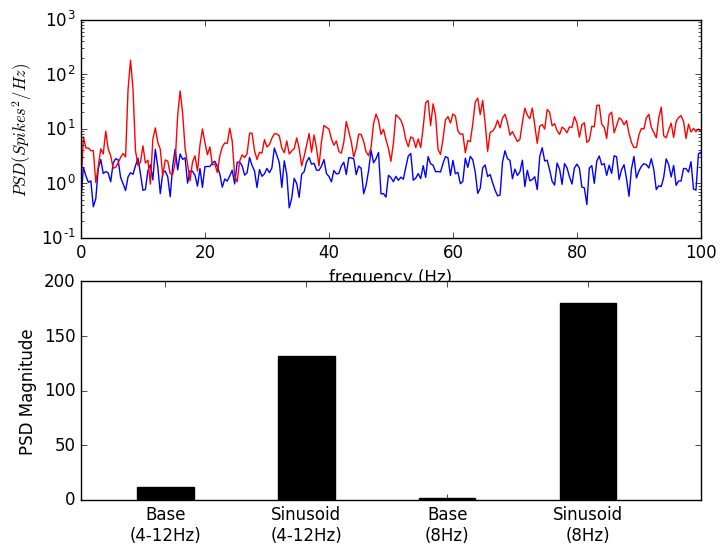 10^3
10^2
10^1
10^0
10^-1
PSD(Spikes^2/Hz)
0 20 40 60 80 100
frequency (Hz)
200
150
100
50
0
PSD Magnitude
Base Sinusoid Base Sinusoid
(4-12Hz) (4-12Hz) (8Hz) (8Hz)